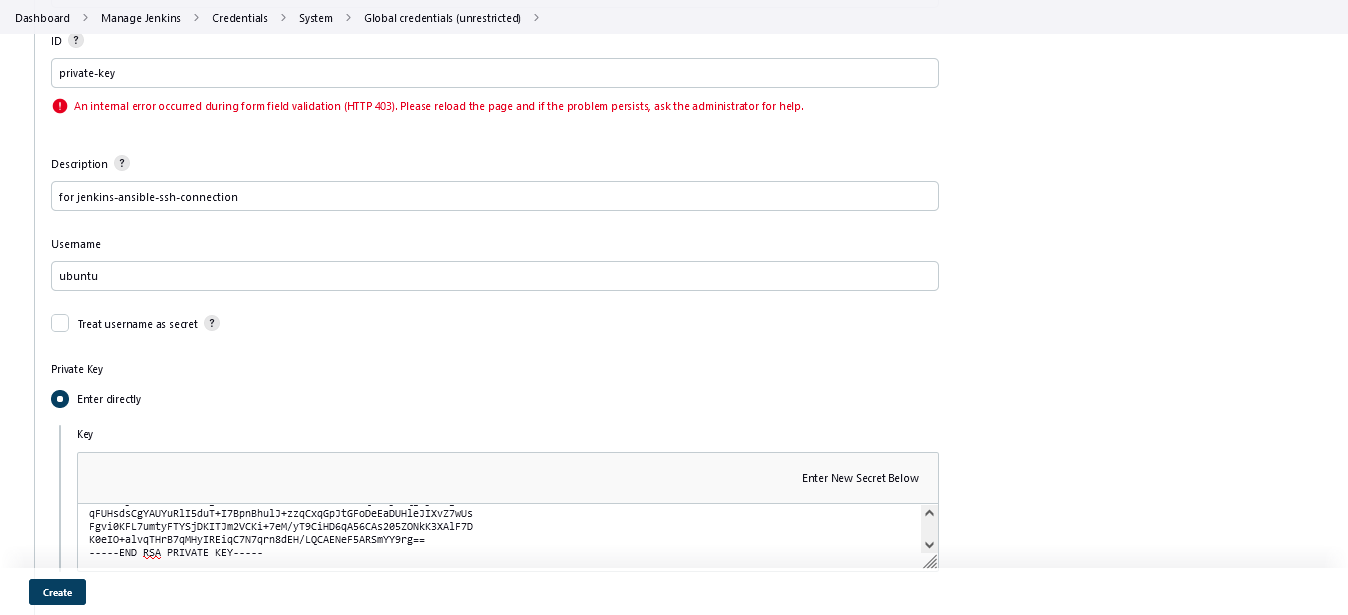 Dashboard > Manage Jenkins > Credentials > System > Global credentials (unrestricted) >
ID ?
private-key
An internal error occurred during form field validation (HTTP 403). Please reload the page and if the problem persists, ask the administrator for help.
Description ?
for jenkins-ansible-ssh-connection
Username
ubuntu
Treat username as secret ?
Private Key
Enter directly
Key
Enter New Secret Below
qFUHsdsCgYAUYuRlI5duT+I7BpnBhulJ+zzqCxqGpJtGFoDeEaDUHleJIXvZ7wUs
Fgvi0KFL7umtyFTYSjDKITJm2VCKi+7eM/yT9CiHD6qA56CAs205ZONkK3XAlF7D
K0eIO+alvqTHrB7qMHyIREiqC7N7qrn8dEH/LQCAENeF5ARSmYY9rg==
-----END RSA PRIVATE KEY-----
Create